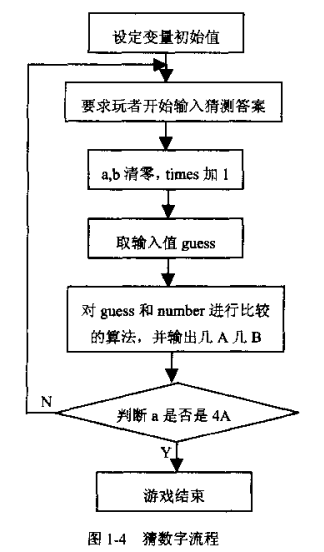 设定变量初始值
要求玩者开始输入猜测答案
a,b 清零，times 加 1
取输入值 guess
对 guess 和 number 进行比较
的算法，并输出几 A 几 B
N
判断 a 是否是 4A
Y
游戏结束
图 1-4 猜数字流程